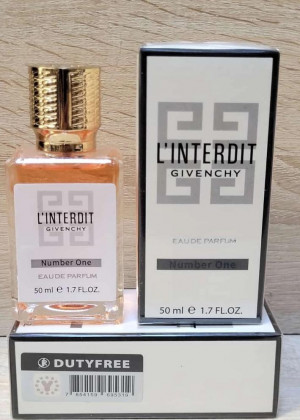 L'INTERDIT
GIVENCHY
Number One
EAU DE PARFUM
50 ml e 1.7 FL.OZ.
L'INTERDIT
GIVENCHY
EAU DE PARFUM
Number One
50 ml e 1.7 FL.OZ.
DUTYFREE